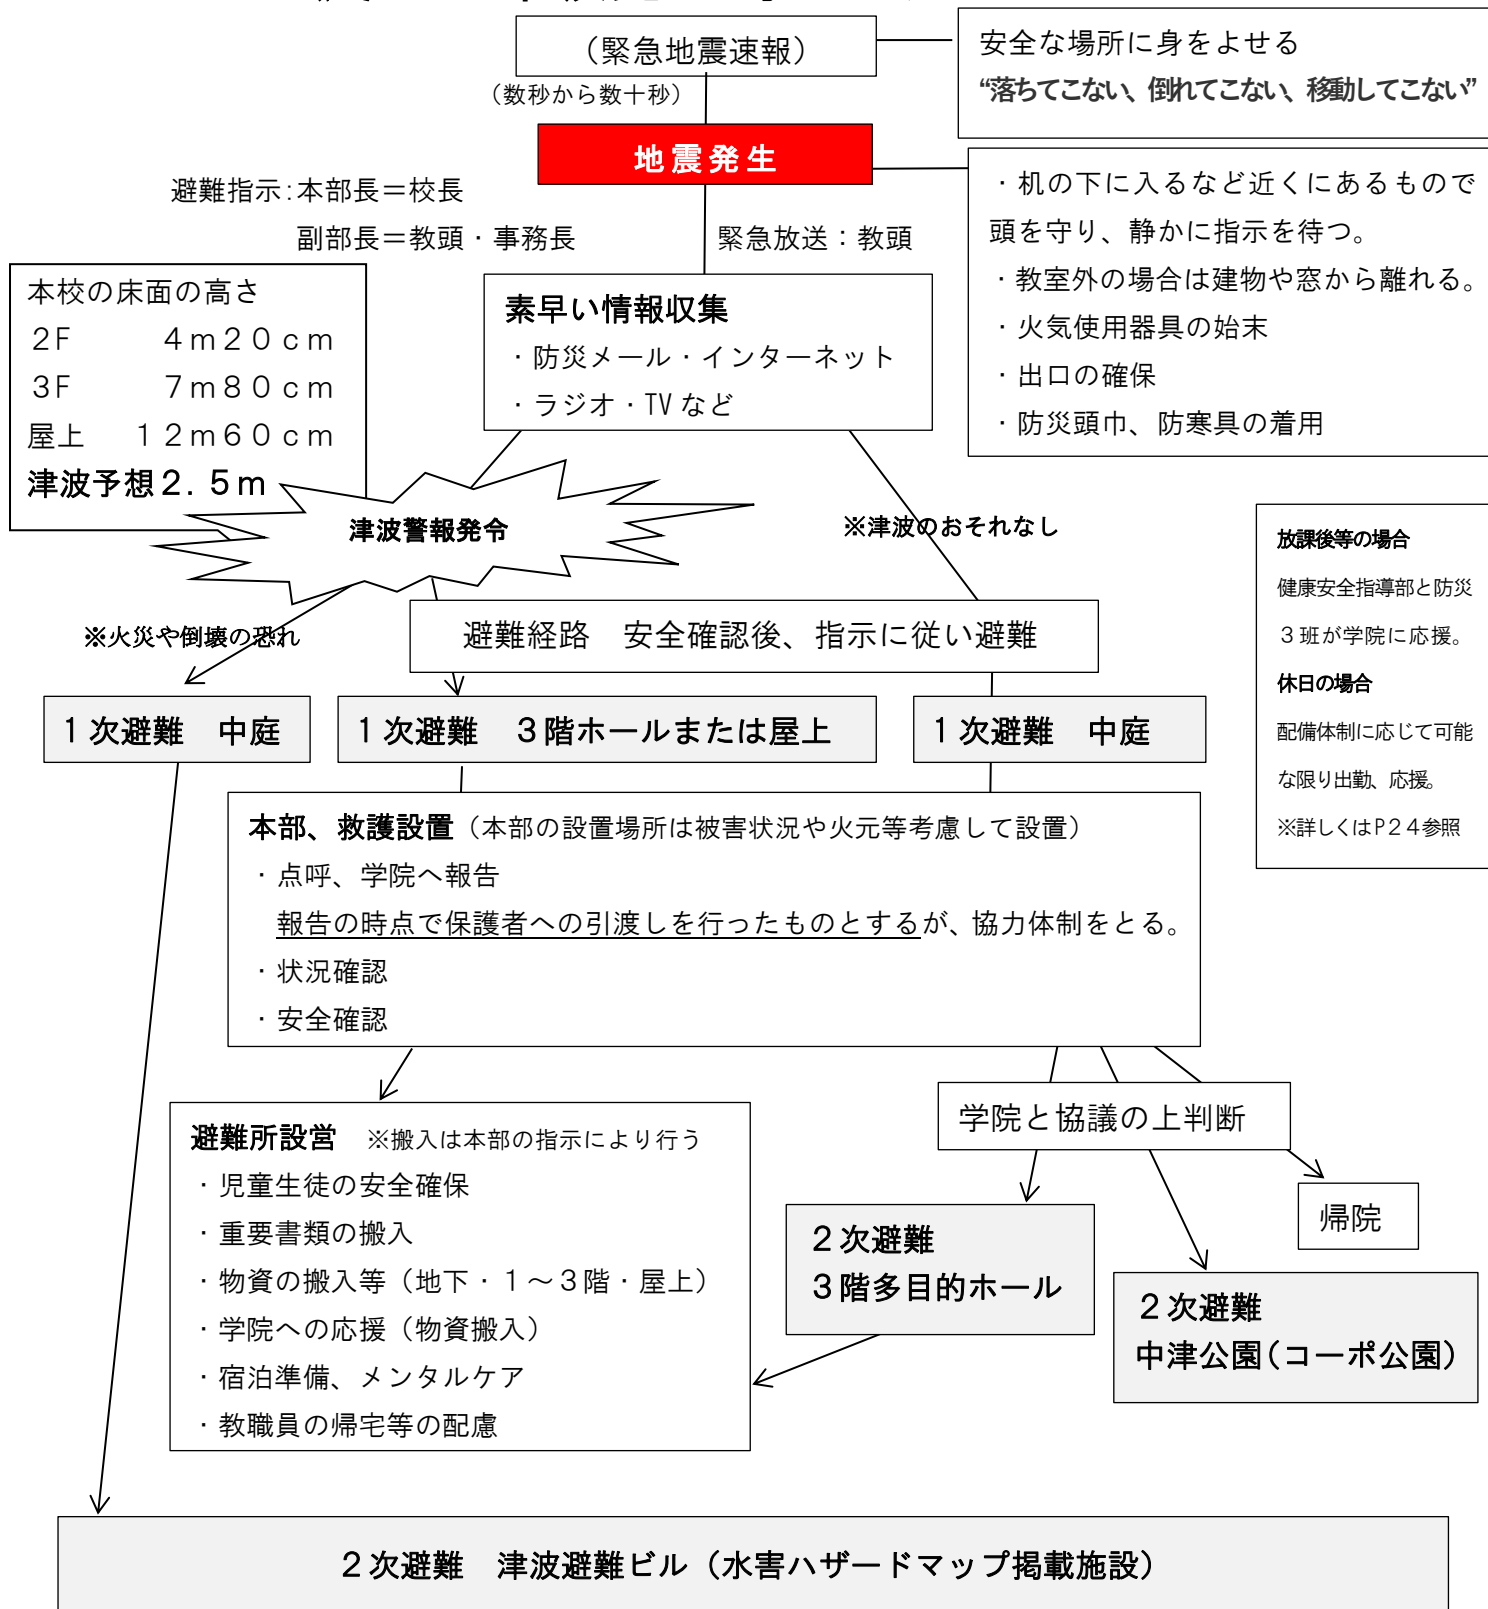 （緊急地震速報）
安全な場所に身をよせる
“落ちてこない、倒れてこない、移動してこない”
（数秒から数十秒）
地震発生
避難指示：本部長＝校長
副部長＝教頭・事務長
緊急放送：教頭
・机の下に入るなど近くにあるもので
頭を守り、静かに指示を待つ。
・教室外の場合は建物や窓から離れる。
・火気使用器具の始末
・出口の確保
・防災頭巾、防寒具の着用
本校の床面の高さ
２F　４ｍ２０ｃｍ
３F　７ｍ８０ｃｍ
屋上　１２ｍ６０ｃｍ
津波予想２．５ｍ
素早い情報収集
・防災メール・インターネット
・ラジオ・TVなど
津波警報発令
※津波のおそれなし
※火災や倒壊の恐れ
避難経路　安全確認後、指示に従い避難
放課後等の場合
健康安全指導部と防災
３班が学院に応援。
休日の場合
配備体制に応じて可能
な限り出勤、応援。
※詳しくはP２４参照
１次避難　中庭
１次避難　３階ホールまたは屋上
１次避難　中庭
本部、救護設置（本部の設置場所は被害状況や火元等考慮して設置）
・点呼、学院へ報告
報告の時点で保護者への引渡しを行ったものとするが、協力体制をとる。
・状況確認
・安全確認
学院と協議の上判断
避難所設営　※搬入は本部の指示により行う
・児童生徒の安全確保
・重要書類の搬入
・物資の搬入等（地下・１～３階・屋上）
・学院への応援（物資搬入）
・宿泊準備、メンタルケア
・教職員の帰宅等の配慮
２次避難
３階多目的ホール
帰院
２次避難
中津公園（コーポ公園）
２次避難　津波避難ビル（水害ハザードマップ掲載施設）